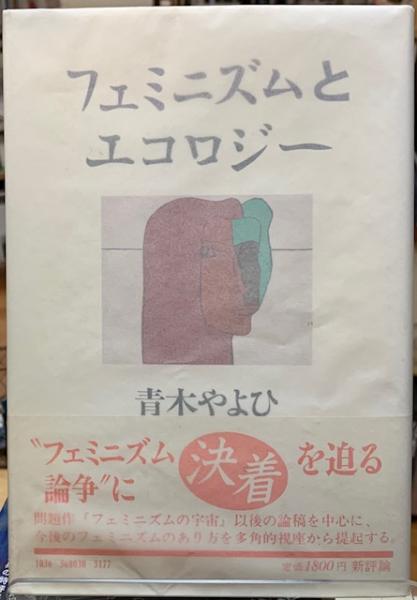 フェミニズムと
エコロジー
青木やよひ
〝フェミニズム
論争〟に
決着
を迫る
問題作『フェミニズムの宇宙』以後の論稿を中心に、
今後のフェミニズムのあり方を多角的視座から提起する。
1036-360030-3177
定価1800円 新評論